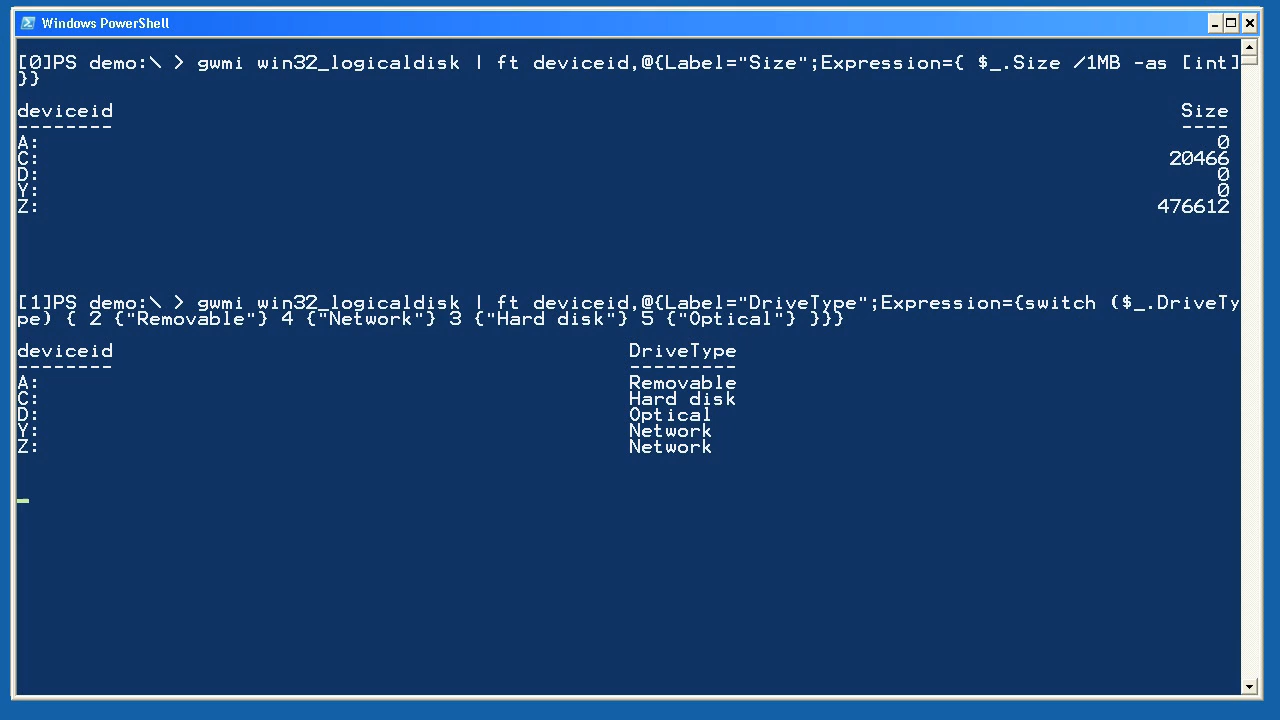 Windows PowerShell
[0]PS demo:\ > gwmi win32_logicaldisk | ft deviceid,@{Label="Size";Expression={ $_.Size /1MB -as [int]
}}
deviceid Size
-------- ----
A: 0
C: 20466
D: 0
Y: 0
Z: 476612
[1]PS demo:\ > gwmi win32_logicaldisk | ft deviceid,@{Label="DriveType";Expression={switch ($_.DriveTy
pe) { 2 {"Removable"} 4 {"Network"} 3 {"Hard disk"} 5 {"Optical"} }}}
deviceid DriveType
-------- ---------
A: Removable
C: Hard disk
D: Optical
Y: Network
Z: Network